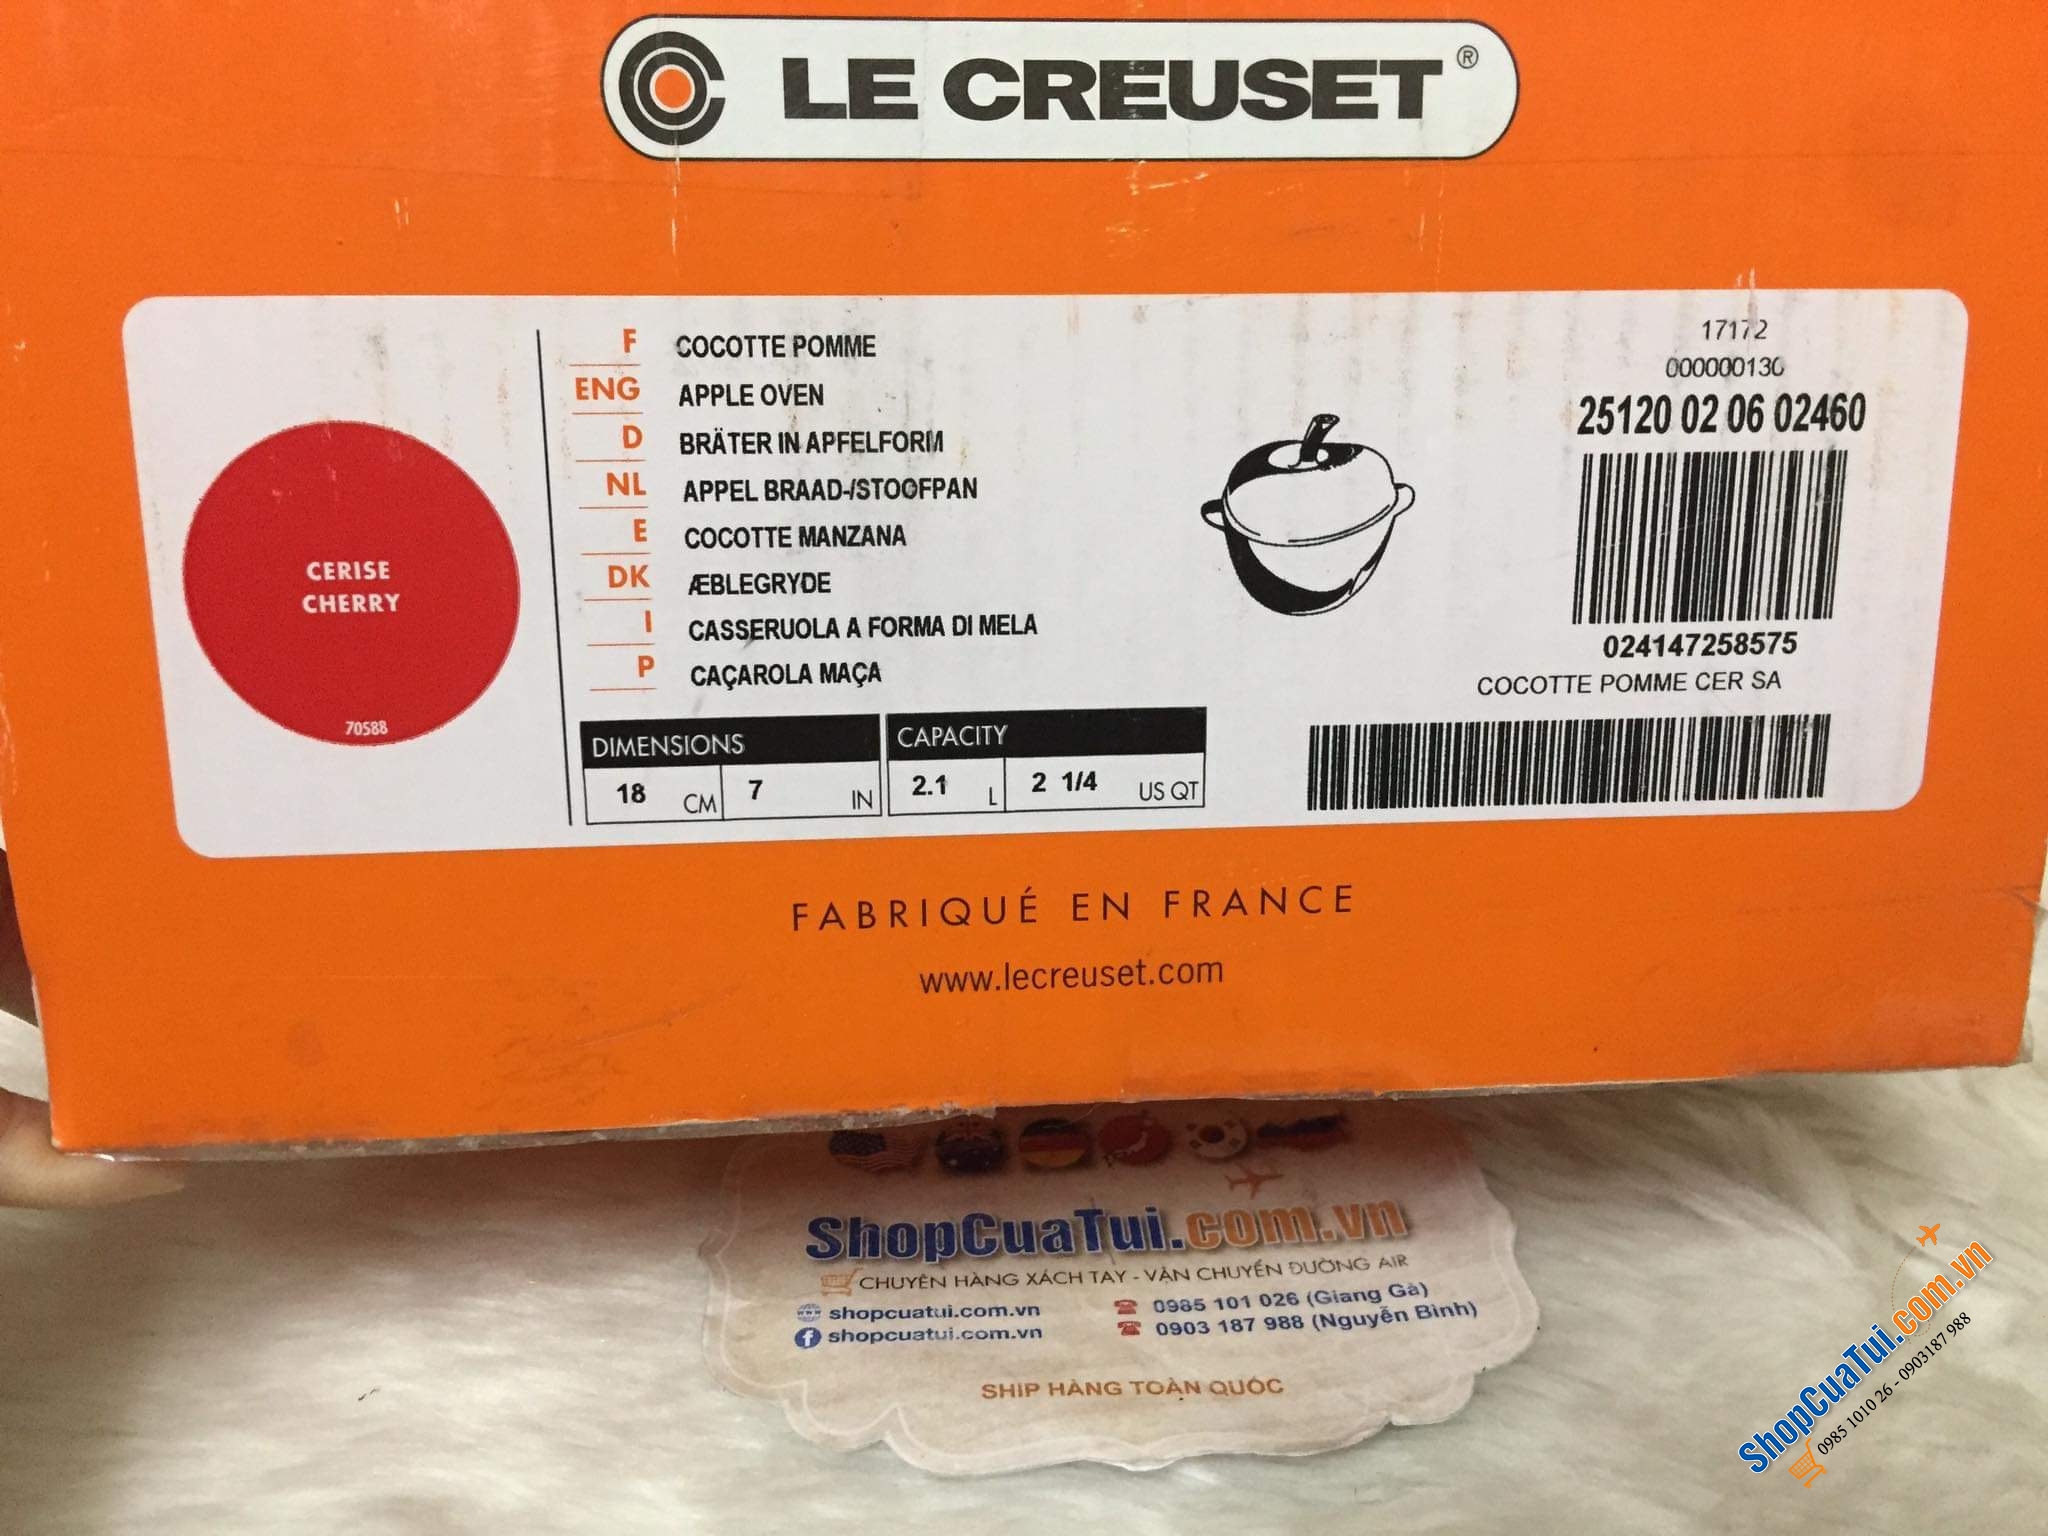 LE CREUSET ®
CERISE
CHERRY
70588
F COCOTTE POMME
ENG APPLE OVEN
D BRÄTER IN APFELFORM
NL APPEL BRAAD-/STOOFPAN
E COCOTTE MANZANA
DK ÆBLEGRYDE
I CASSERUOLA A FORMA DI MELA
P CAÇAROLA MAÇA
DIMENSIONS CAPACITY
18 CM 7 IN 2.1 L 2 1/4 US QT
17172
000000130
25120 02 06 02460
024147258575
COCOTTE POMME CER SA
FABRIQUÉ EN FRANCE
www.lecreuset.com
ShopCuaTui.com.vn
CHUYÊN HÀNG XÁCH TAY - VẬN CHUYỂN ĐƯỜNG AIR
shopcuatui.com.vn 0985 101 026 (Giang Gà)
shopcuatui.com.vn 0903 187 988 (Nguyễn Bình)
SHIP HÀNG TOÀN QUỐC
ShopCuaTui.com.vn
0985 1010 26 - 0903187 988